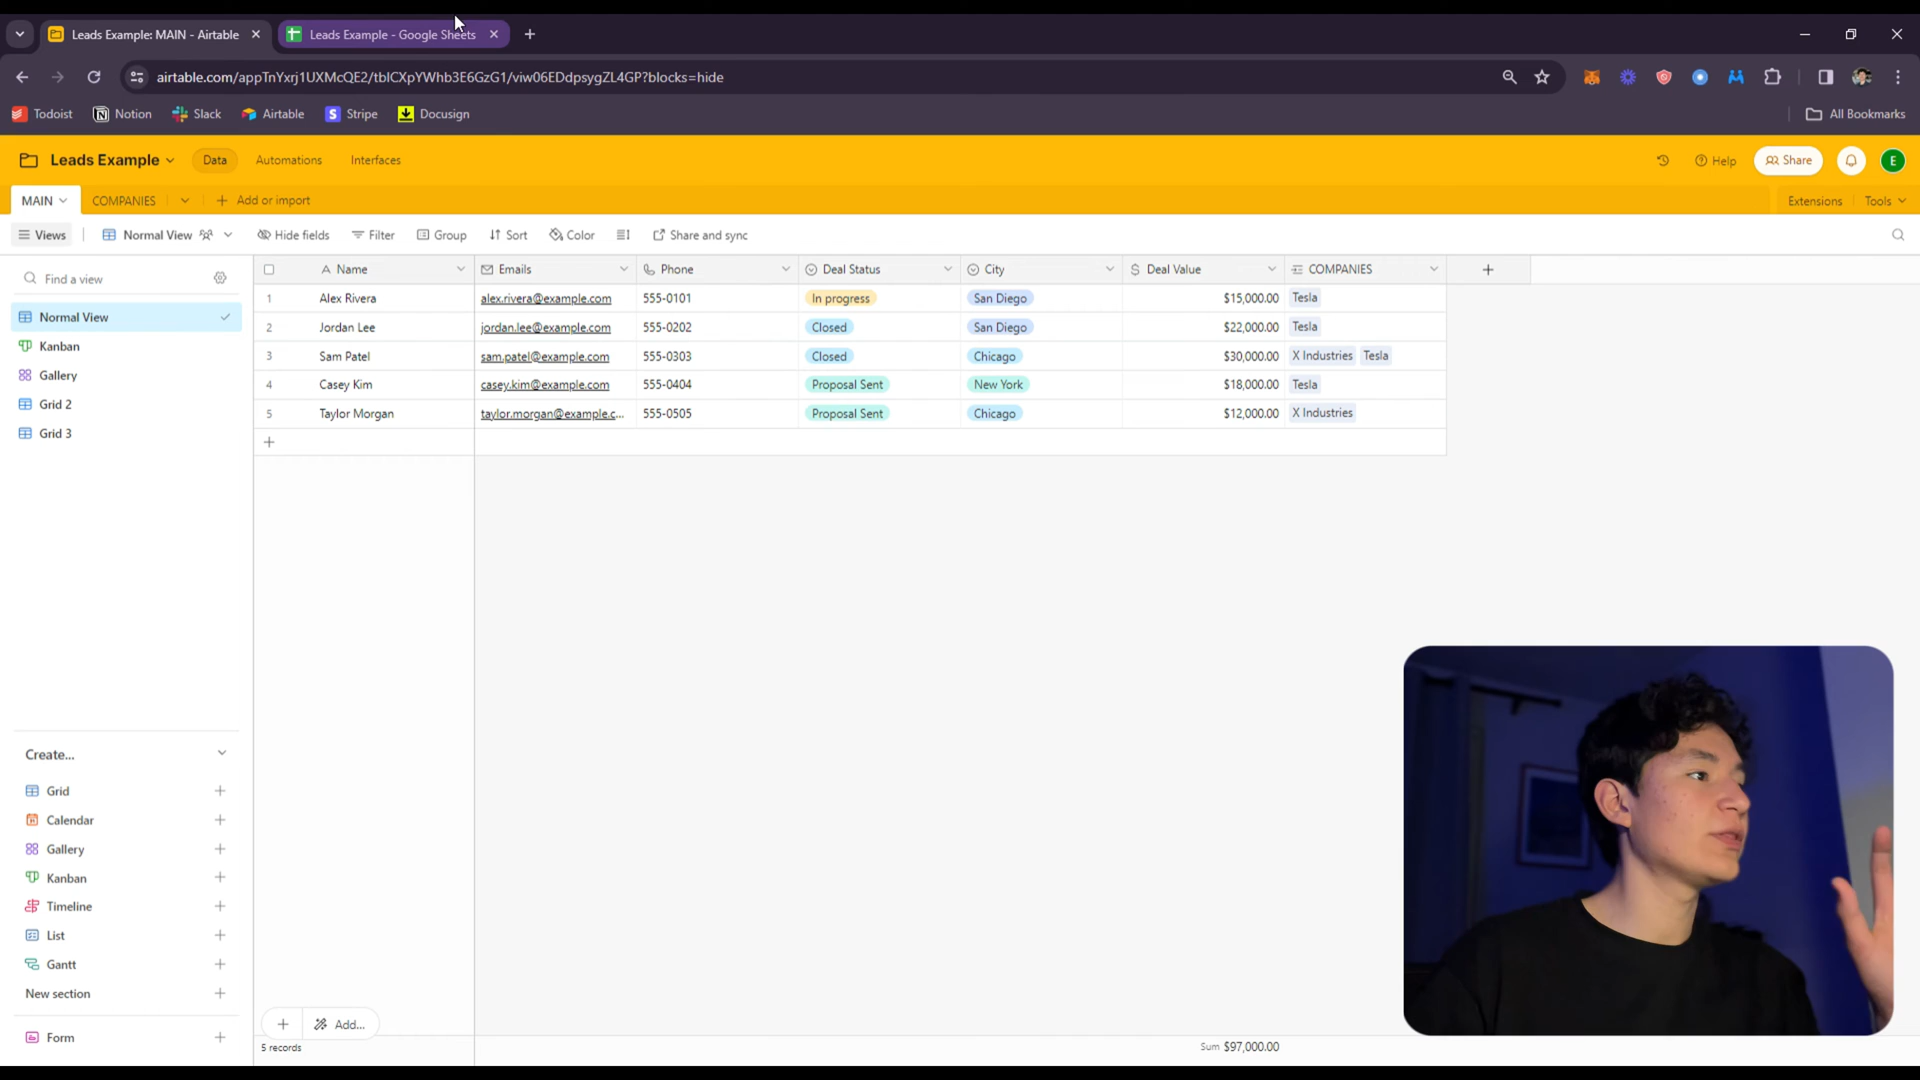 Leads Example: MAIN - Airtable
Leads Example - Google Sheets
airtable.com/appTnYxrj1UXMcQE2/tblCXpYWhb3E6GzG1/viw06EDdpsygZL4GP?blocks=hide
Todoist Notion Slack Airtable Stripe Docusign All Bookmarks
Leads Example Data Automations Interfaces Help Share E
MAIN COMPANIES Add or import Extensions Tools
Views Normal View Hide fields Filter Group Sort Color Share and sync
Find a view
Normal View
Kanban
Gallery
Grid 2
Grid 3
Name Emails Phone Deal Status City Deal Value COMPANIES
1 Alex Rivera alex.rivera@example.com 555-0101 In progress San Diego $15,000.00 Tesla
2 Jordan Lee jordan.lee@example.com 555-0202 Closed San Diego $22,000.00 Tesla
3 Sam Patel sam.patel@example.com 555-0303 Closed Chicago $30,000.00 X Industries Tesla
4 Casey Kim casey.kim@example.com 555-0404 Proposal Sent New York $18,000.00 Tesla
5 Taylor Morgan taylor.morgan@example.c... 555-0505 Proposal Sent Chicago $12,000.00 X Industries
Create...
Grid
Calendar
Gallery
Kanban
Timeline
List
Gantt
New section
Form
Add...
5 records
Sum $97,000.00